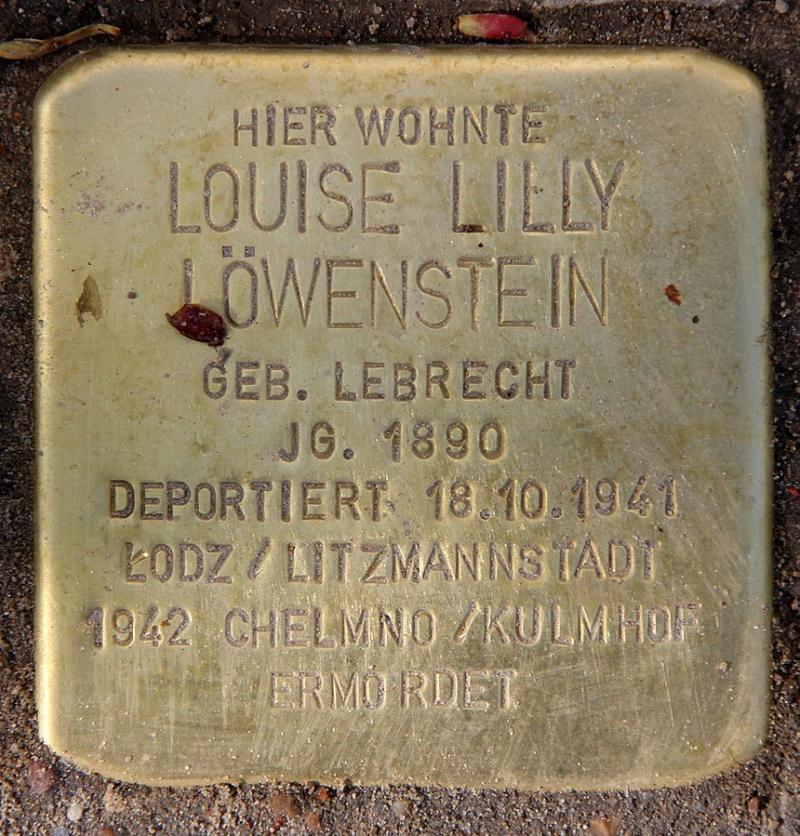 HIER WOHNTE
LOUISE LILLY
LÖWENSTEIN
GEB. LEBRECHT
JG. 1890
DEPORTIERT 18.10.1941
ŁODZ / LITZMANNSTADT
1942 CHELMNO / KULMHOF
ERMORDET